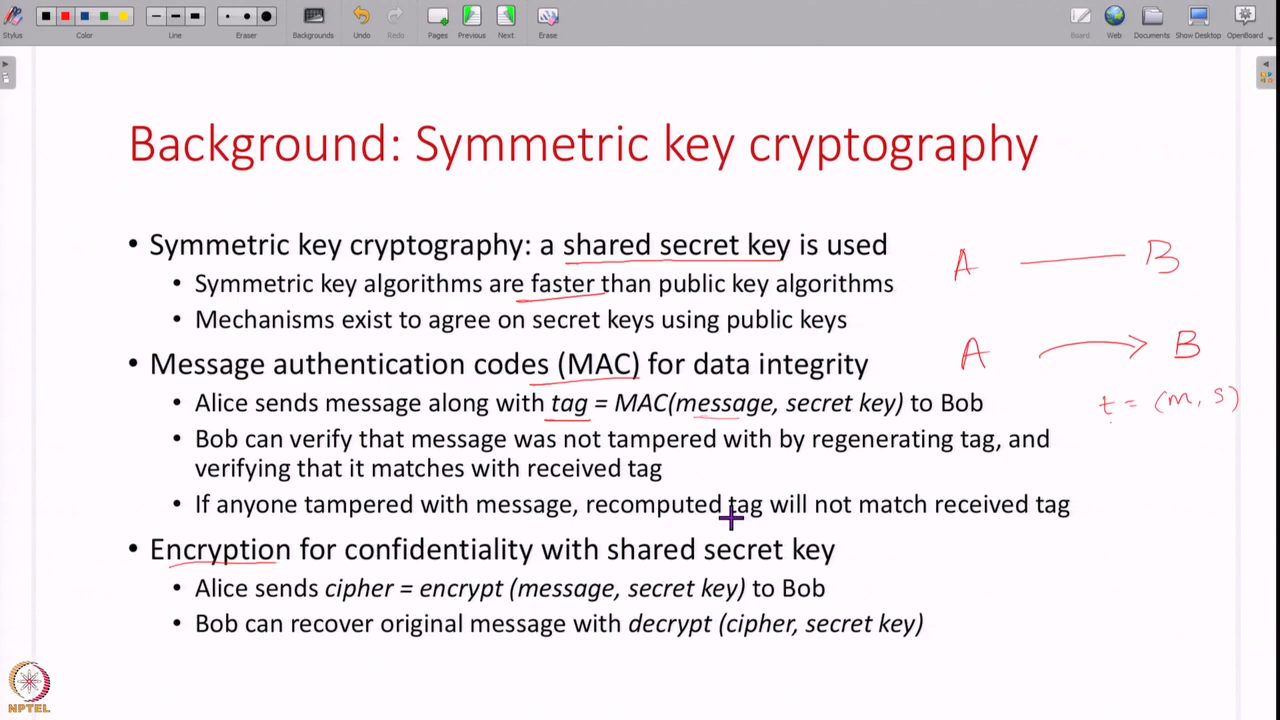 Stylus
Color
Line
Eraser
Backgrounds
Undo
Redo
Pages
Previous
Next
Erase
Board
Web
Documents
Show Desktop
OpenBoard
Background: Symmetric key cryptography
• Symmetric key cryptography: a shared secret key is used
A — B
• Symmetric key algorithms are faster than public key algorithms
• Mechanisms exist to agree on secret keys using public keys
A → B
• Message authentication codes (MAC) for data integrity
• Alice sends message along with tag = MAC(message, secret key) to Bob
t = (m, s)
• Bob can verify that message was not tampered with by regenerating tag, and
verifying that it matches with received tag
• If anyone tampered with message, recomputed tag will not match received tag
• Encryption for confidentiality with shared secret key
• Alice sends cipher = encrypt (message, secret key) to Bob
• Bob can recover original message with decrypt (cipher, secret key)
NPTEL